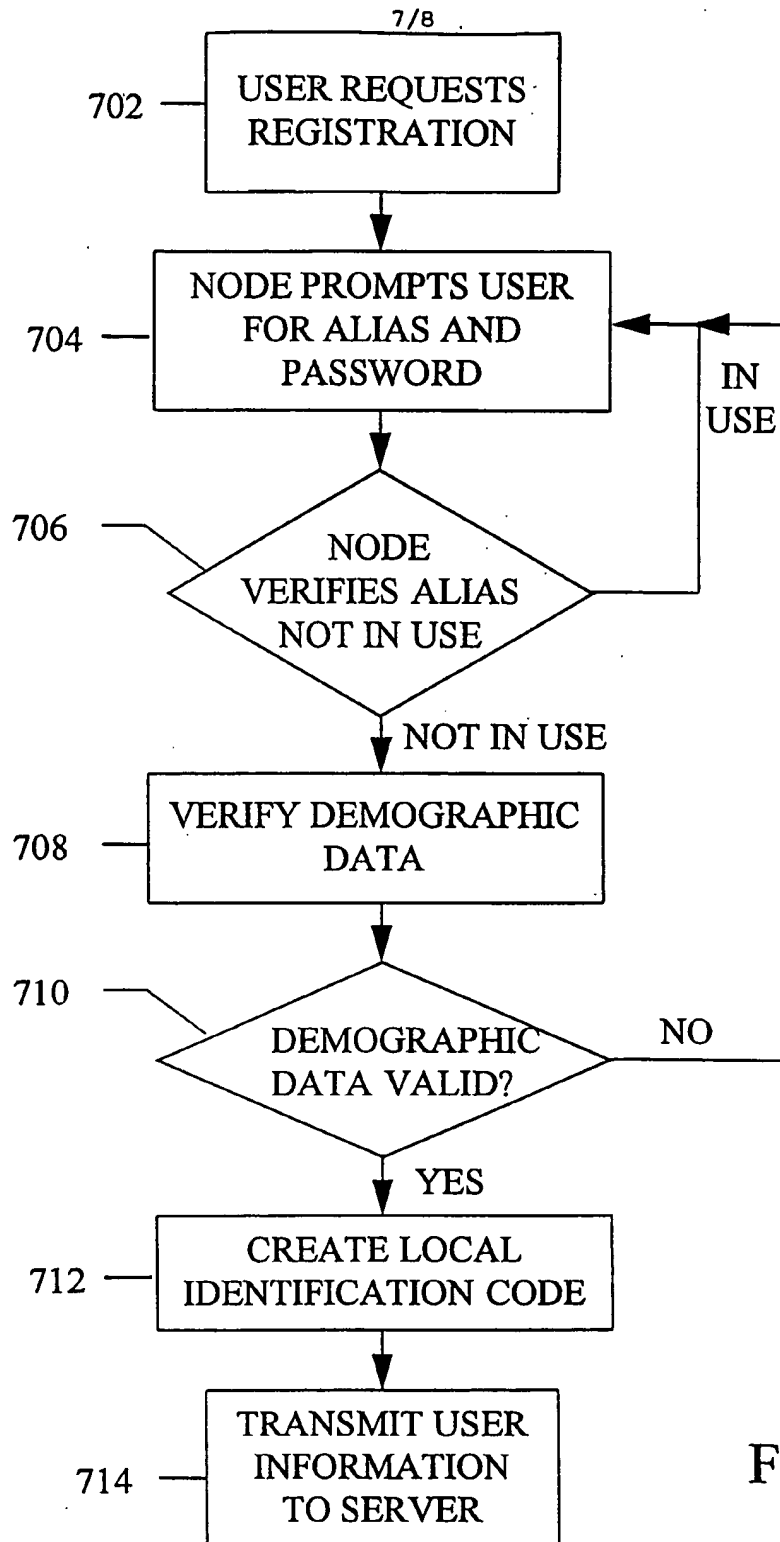 7/8
702
USER REQUESTS
REGISTRATION
704
NODE PROMPTS USER
FOR ALIAS AND
PASSWORD
IN
USE
706
NODE
VERIFIES ALIAS
NOT IN USE
NOT IN USE
708
VERIFY DEMOGRAPHIC
DATA
710
DEMOGRAPHIC
DATA VALID?
NO
YES
712
CREATE LOCAL
IDENTIFICATION CODE
714
TRANSMIT USER
INFORMATION
TO SERVER
F